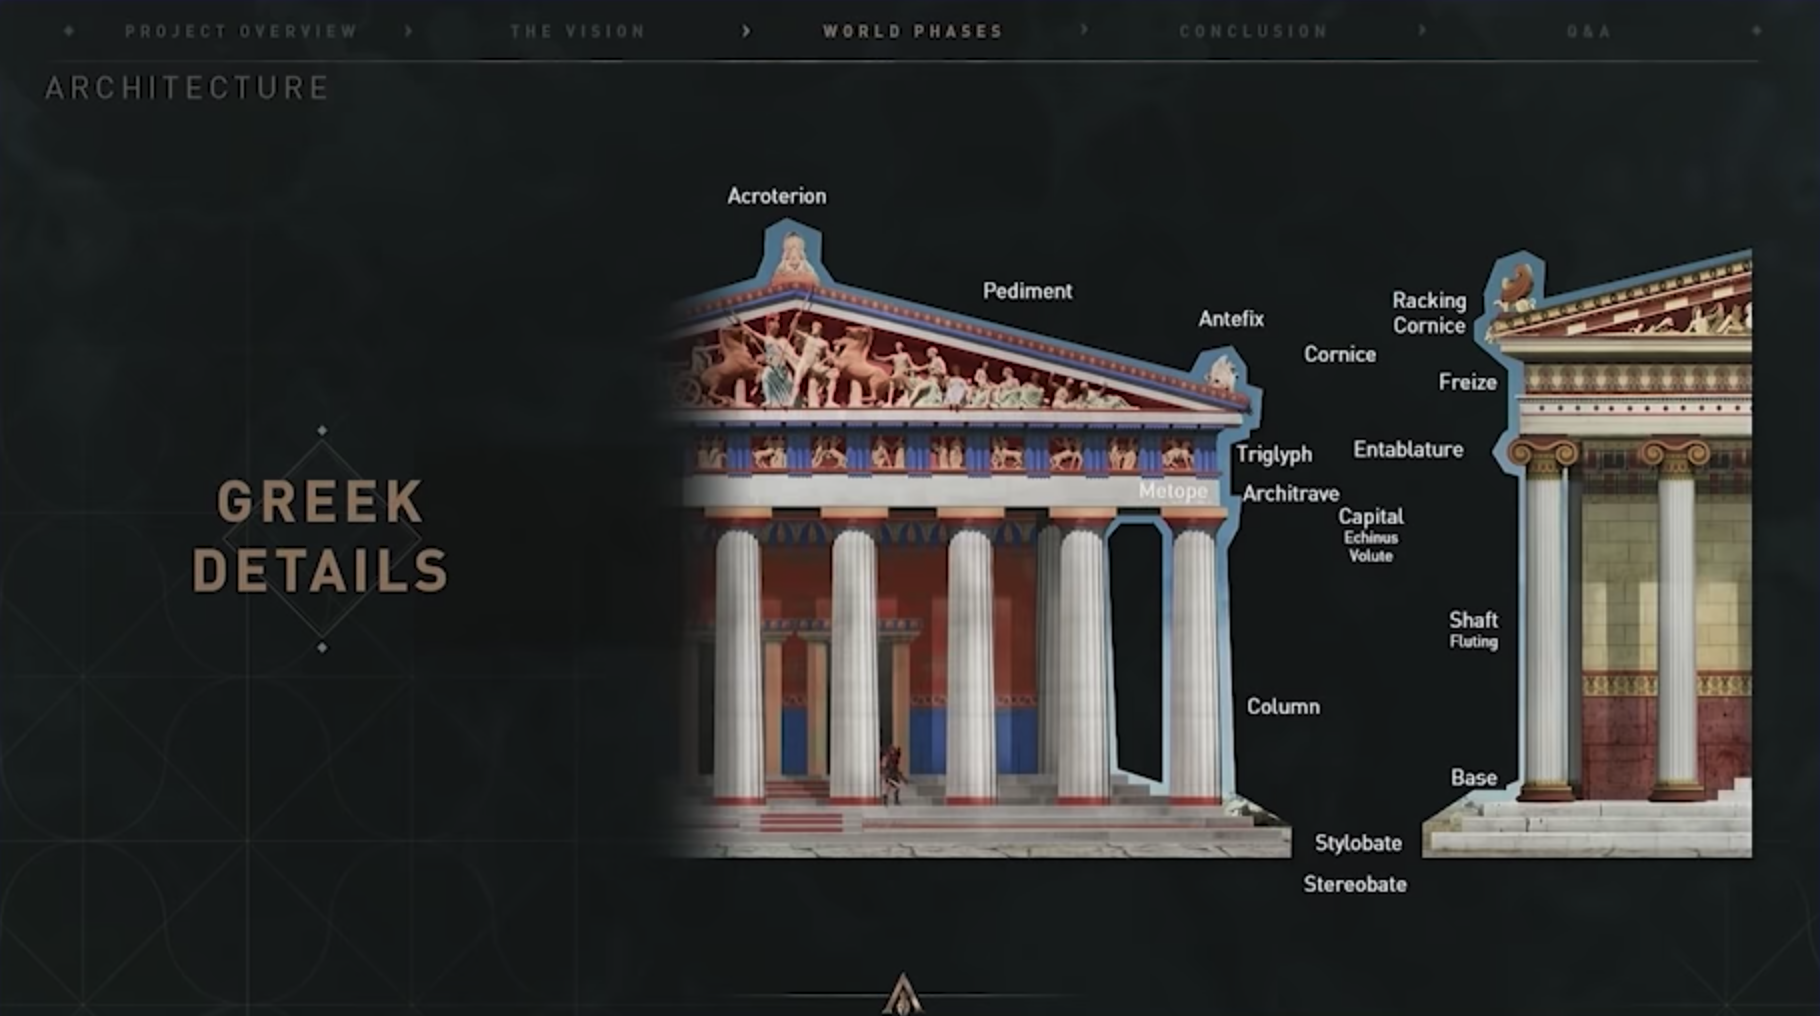 PROJECT OVERVIEW
THE VISION
WORLD PHASES
CONCLUSION
Q&A
ARCHITECTURE
GREEK
DETAILS
Acroterion
Pediment
Antefix
Racking
Cornice
Cornice
Freize
Triglyph
Entablature
Metope
Architrave
Capital
Echinus
Volute
Shaft
Fluting
Column
Base
Stylobate
Stereobate